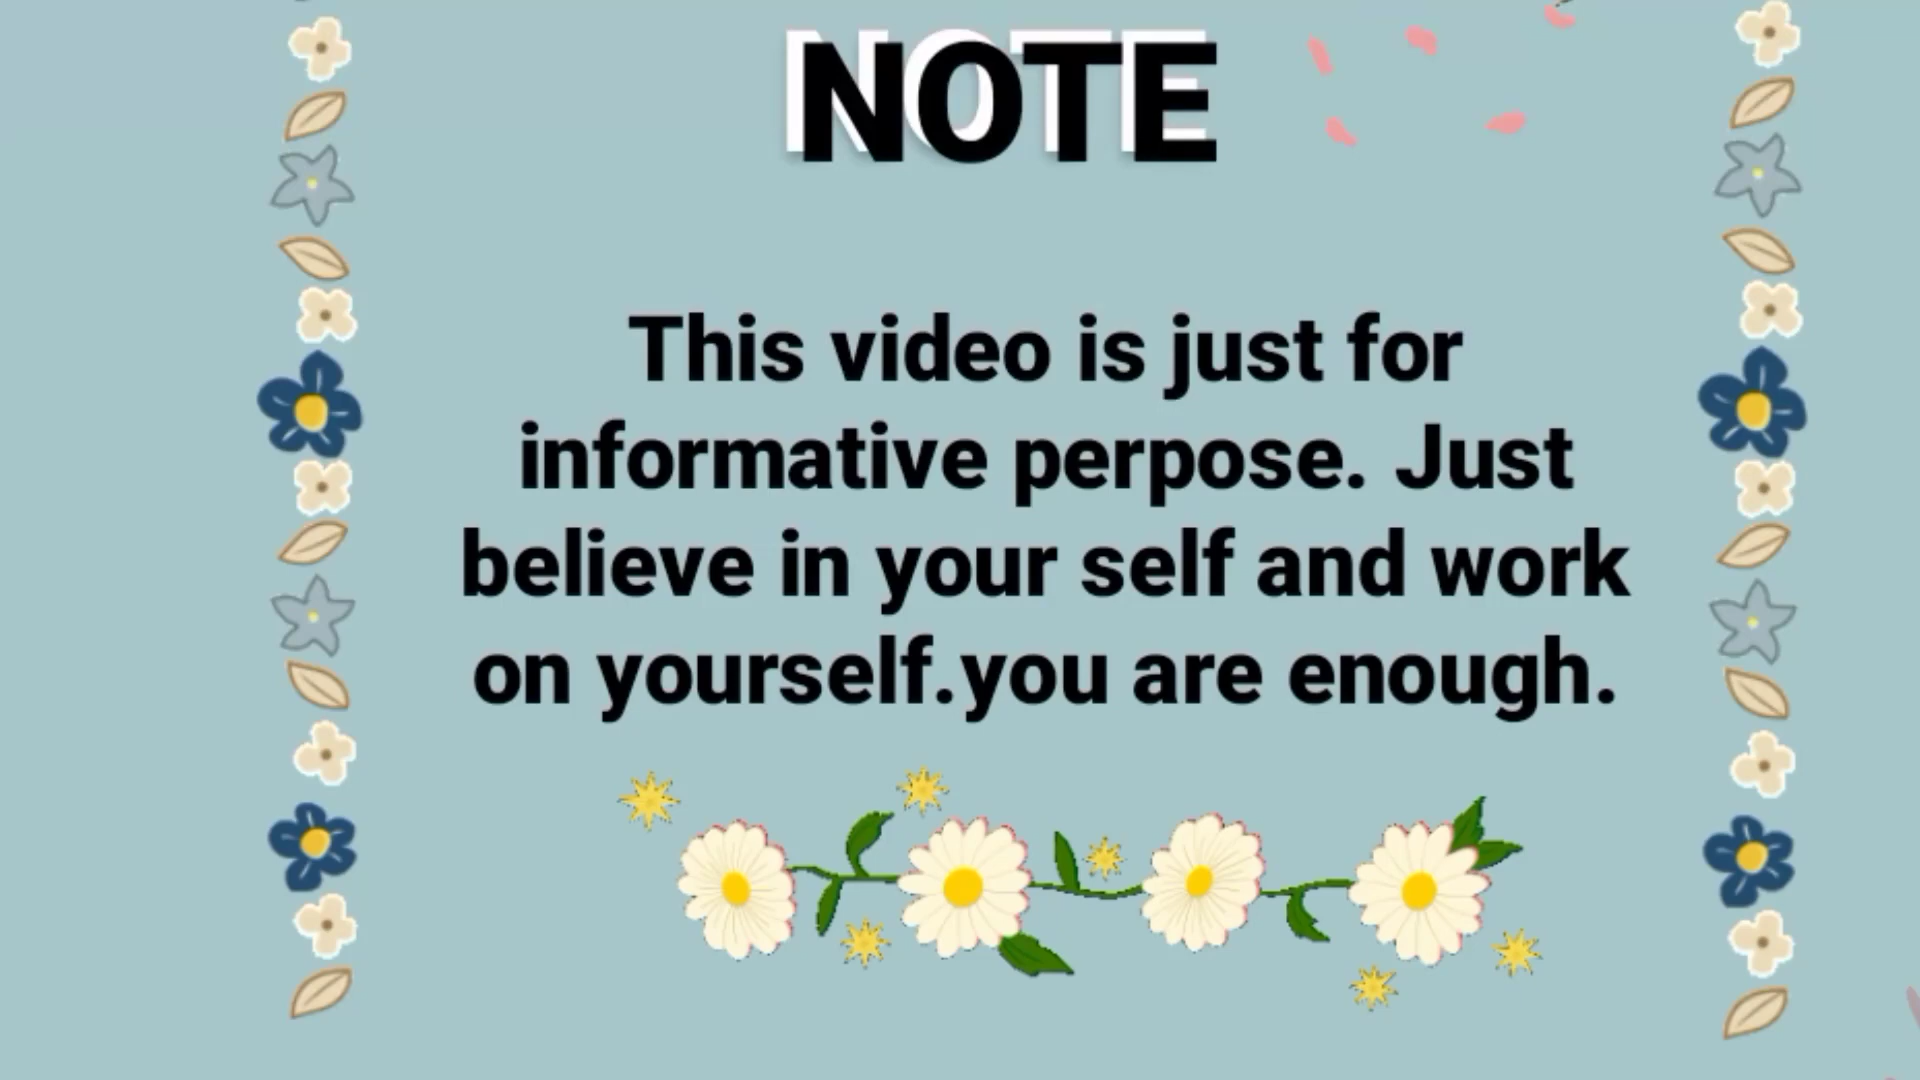 NOTE
This video is just for
informative perpose. Just
believe in your self and work
on yourself.you are enough.